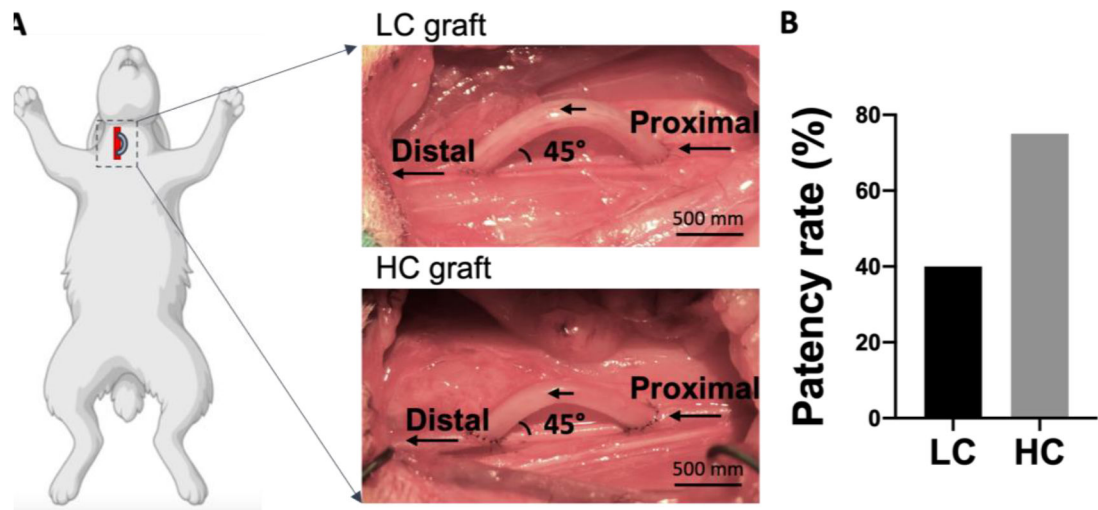 A
LC graft
Distal
45°
Proximal
500 mm
HC graft
Distal
45°
Proximal
500 mm
B
Patency rate (%)
80
60
40
20
0
LC HC